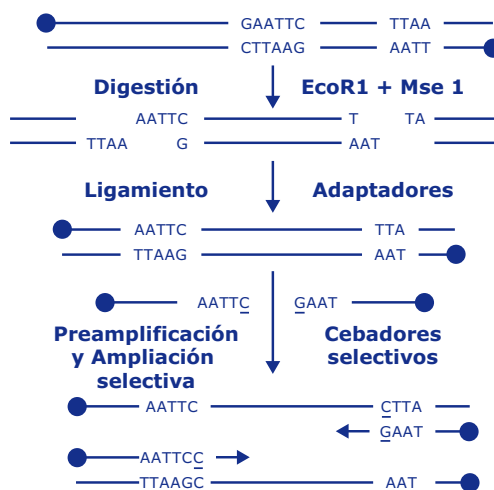 GAATTC TTAA
CTTAAG AATT
Digestión EcoR1 + Mse 1
AATTC T TA
TTAA G AAT
Ligamiento Adaptadores
AATTC TTA
TTAAG AAT
AATTC GAAT
Preamplificación Cebadores
y Ampliación selectivos
selectiva
AATTC CTTA
GAAT
AATTCC
TTAAGC AAT